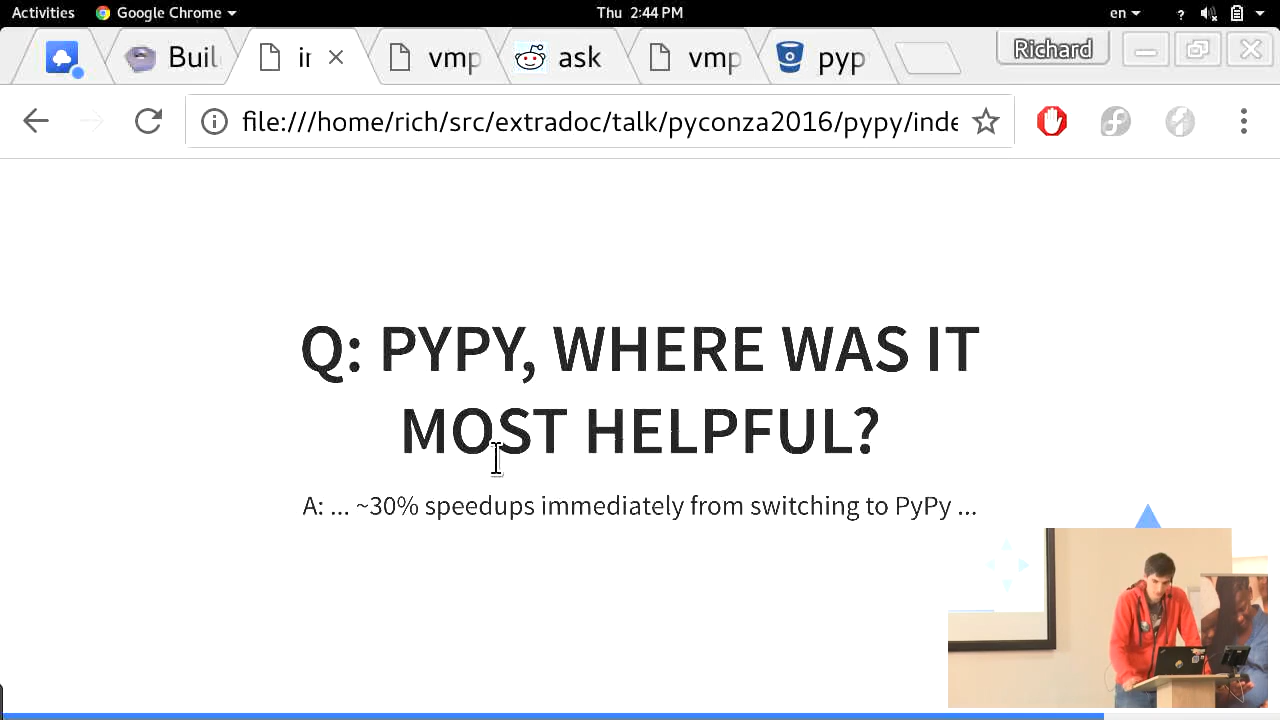 Activities Google Chrome Thu 2:44 PM en ?
Buil ir vmp ask vmp pyp Richard
file:///home/rich/src/extradoc/talk/pyconza2016/pypy/inde
Q: PYPY, WHERE WAS IT
MOST HELPFUL?
A: ... ~30% speedups immediately from switching to PyPy ...